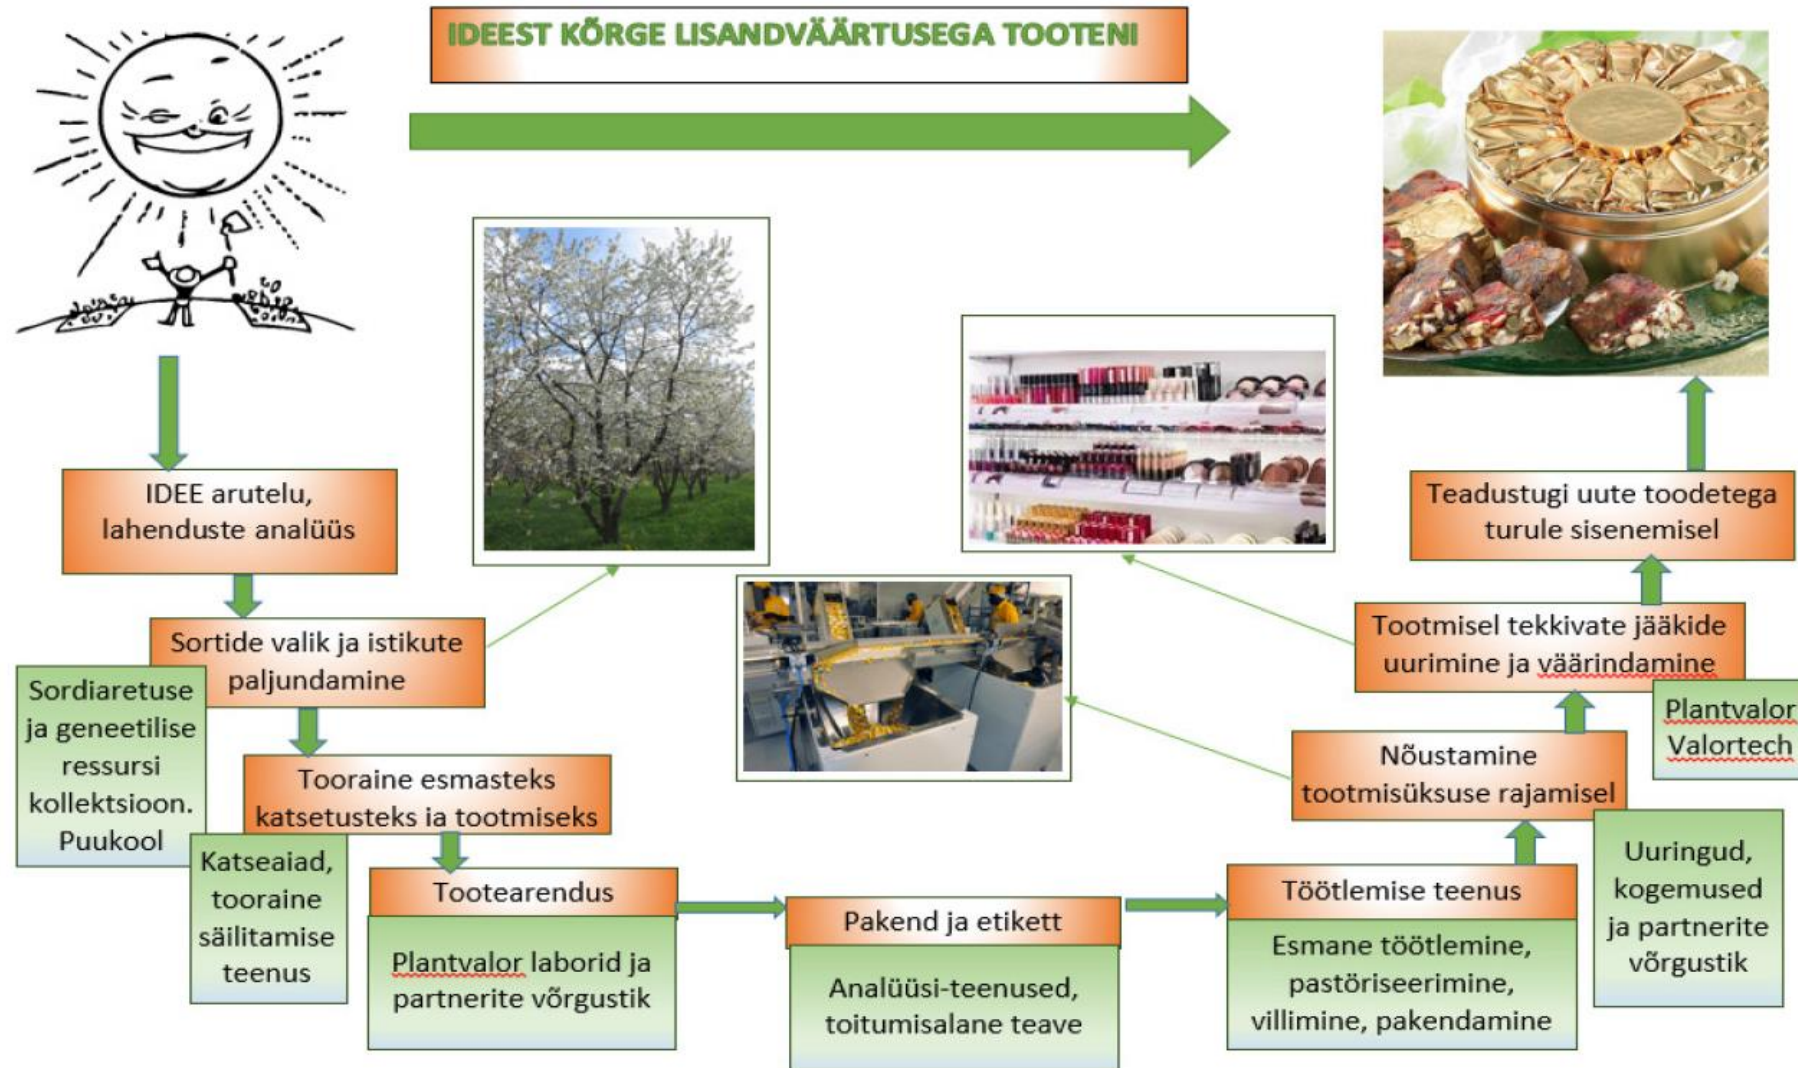 IDEEST KÕRGE LISANDVÄÄRTUSEGA TOOTENI
IDEE arutelu,
lahenduste analüüs
Sortide valik ja istikute
paljundamine
Sordiaretuse
ja geneetilise
ressursi
kollektsioon.
Puukool
Tooraine esmasteks
katsetusteks ja tootmiseks
Katseaiad,
tooraine
säilitamise
teenus
Tootearendus
Plantvalor laborid ja
partnerite võrgustik
Pakend ja etikett
Analüüsi-teenused,
toitumisalane teave
Töötlemise teenus
Esmane töötlemine,
pastöriseerimine,
villimine, pakendamine
Nõustamine
tootmisüksuse rajamisel
Uuringud,
kogemused
ja partnerite
võrgustik
Tootmisel tekkivate jääkide
uurimine ja väärindamine
Plantvalor
Valortech
Teadustugi uute toodetega
turule sisenemisel